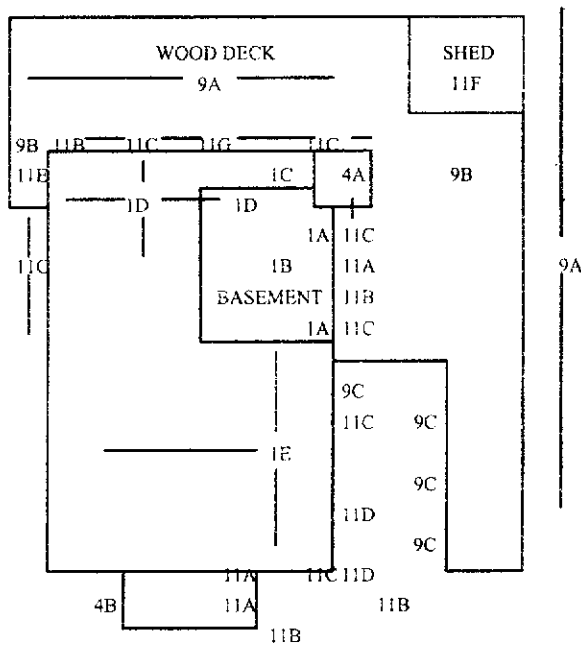 WOOD DECK SHED
9A 11F
9B 11B 11C 11G 11C
11E 1C 4A 9B
1D 1D
1A 11C
11G 1B 11A 9A
BASEMENT 11B
1A 11C
9C
11C 9C
1E
9C
11D
9C
11A 11C 11D
4B 11A 11B
11B